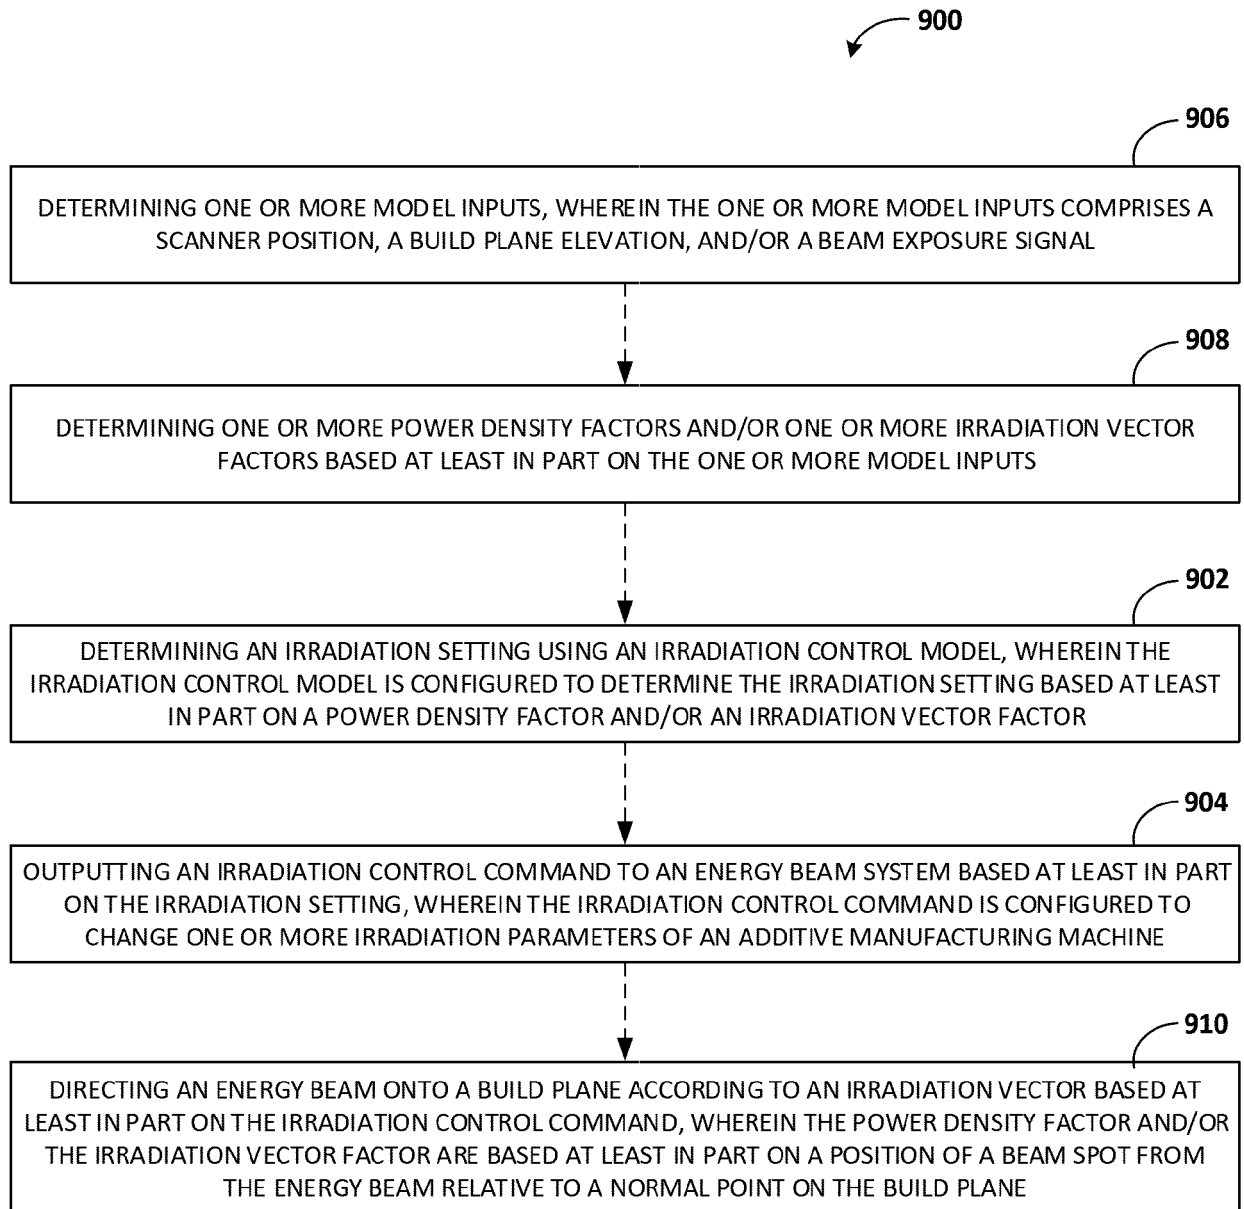 900
906
DETERMINING ONE OR MORE MODEL INPUTS, WHEREIN THE ONE OR MORE MODEL INPUTS COMPRISES A
SCANNER POSITION, A BUILD PLANE ELEVATION, AND/OR A BEAM EXPOSURE SIGNAL
908
DETERMINING ONE OR MORE POWER DENSITY FACTORS AND/OR ONE OR MORE IRRADIATION VECTOR
FACTORS BASED AT LEAST IN PART ON THE ONE OR MORE MODEL INPUTS
902
DETERMINING AN IRRADIATION SETTING USING AN IRRADIATION CONTROL MODEL, WHEREIN THE
IRRADIATION CONTROL MODEL IS CONFIGURED TO DETERMINE THE IRRADIATION SETTING BASED AT LEAST
IN PART ON A POWER DENSITY FACTOR AND/OR AN IRRADIATION VECTOR FACTOR
904
OUTPUTTING AN IRRADIATION CONTROL COMMAND TO AN ENERGY BEAM SYSTEM BASED AT LEAST IN PART
ON THE IRRADIATION SETTING, WHEREIN THE IRRADIATION CONTROL COMMAND IS CONFIGURED TO
CHANGE ONE OR MORE IRRADIATION PARAMETERS OF AN ADDITIVE MANUFACTURING MACHINE
910
DIRECTING AN ENERGY BEAM ONTO A BUILD PLANE ACCORDING TO AN IRRADIATION VECTOR BASED AT
LEAST IN PART ON THE IRRADIATION CONTROL COMMAND, WHEREIN THE POWER DENSITY FACTOR AND/OR
THE IRRADIATION VECTOR FACTOR ARE BASED AT LEAST IN PART ON A POSITION OF A BEAM SPOT FROM
THE ENERGY BEAM RELATIVE TO A NORMAL POINT ON THE BUILD PLANE